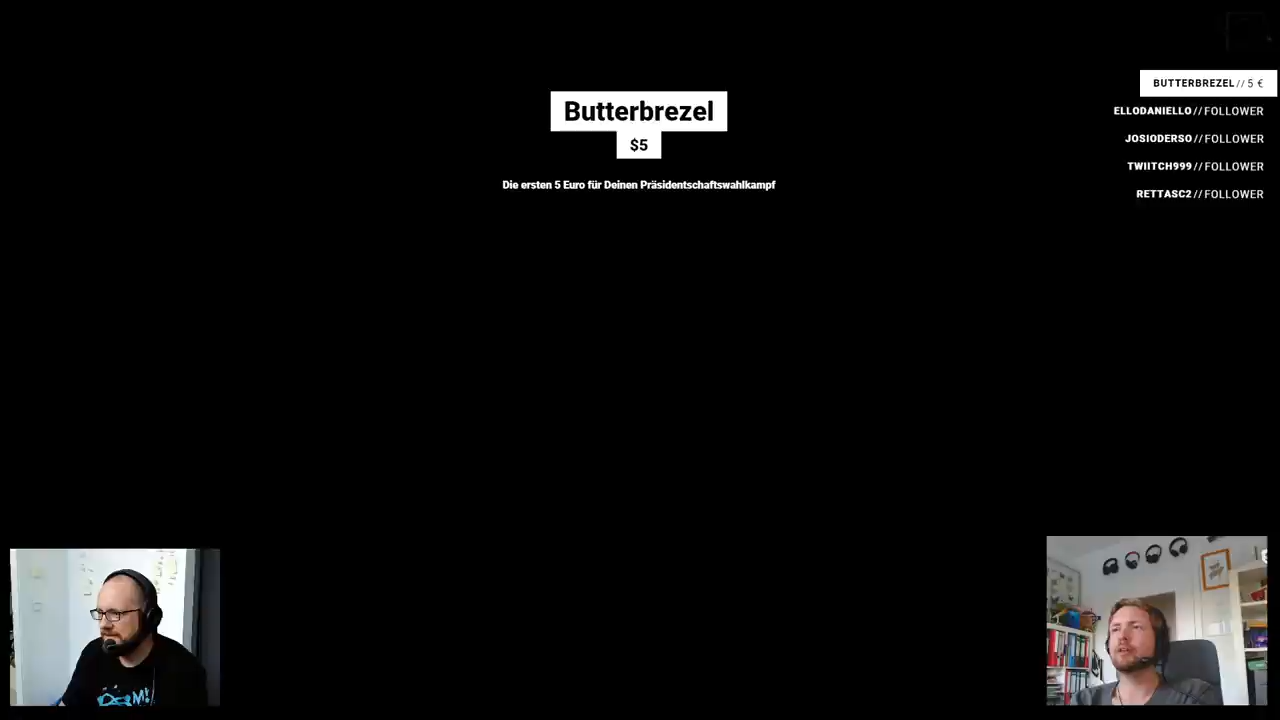 Butterbrezel
$5
Die ersten 5 Euro für Deinen Präsidentschaftswahlkampf
BUTTERBREZEL // 5 €
ELLODANIELLO // FOLLOWER
JOSIODERSO // FOLLOWER
TWIITCH999 // FOLLOWER
RETTASC2 // FOLLOWER